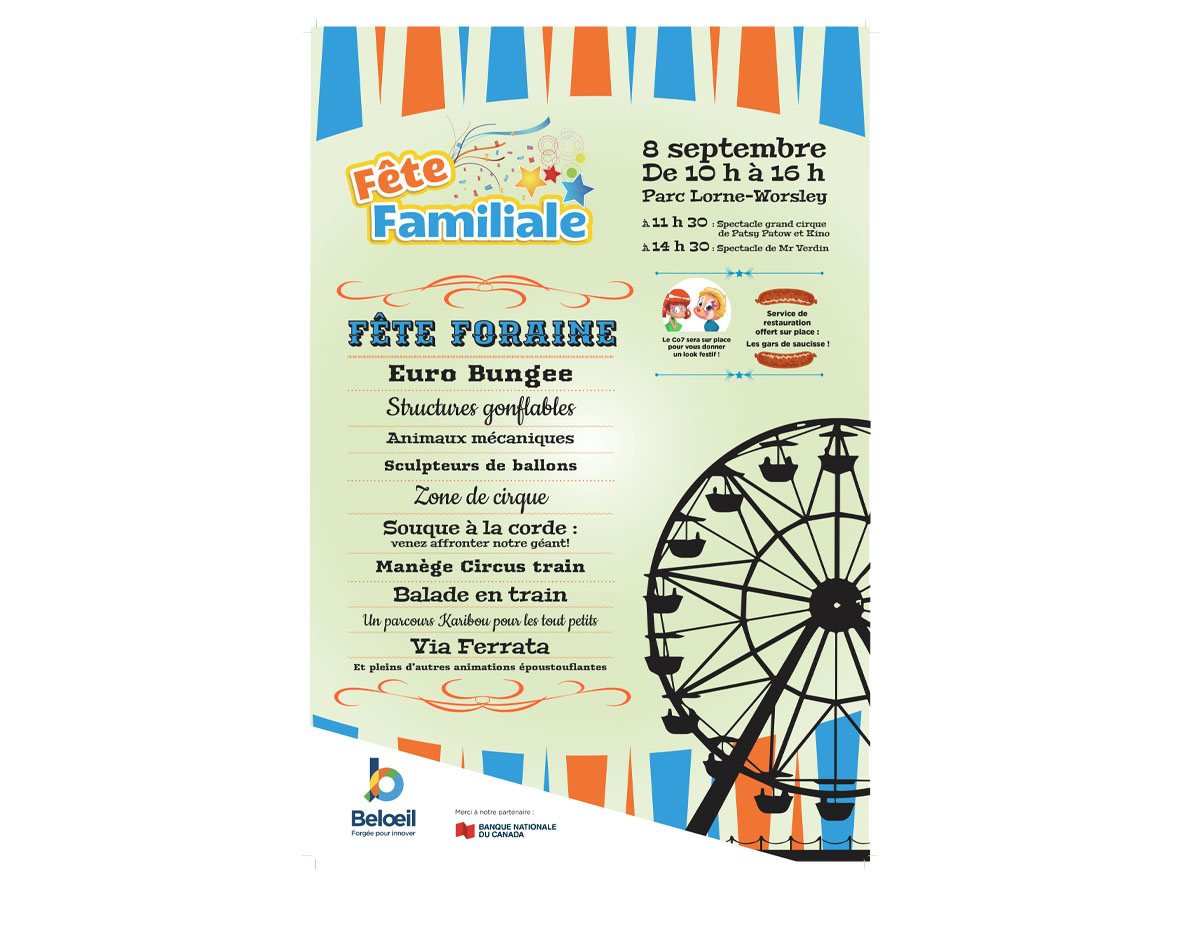 Fête
Familiale
8 septembre
De 10 h à 16 h
Parc Lorne-Worsley
à 11 h 30 : Spectacle grand cirque
de Patsy Patow et Kino
à 14 h 30 : Spectacle de Mr Verdin
Le Co7 sera sur place
pour vous donner
un look festif !
Service de
restauration
offert sur place :
Les gars de saucisse !
FÊTE FORAINE
Euro Bungee
Structures gonflables
Animaux mécaniques
Sculpteurs de ballons
Zone de cirque
Souque à la corde :
venez affronter notre géant!
Manège Circus train
Balade en train
Un parcours Karibou pour les tout petits
Via Ferrata
Et pleins d'autres animations époustouflantes
Beloeil
Forgée pour innover
Merci à notre partenaire :
BANQUE NATIONALE
DU CANADA